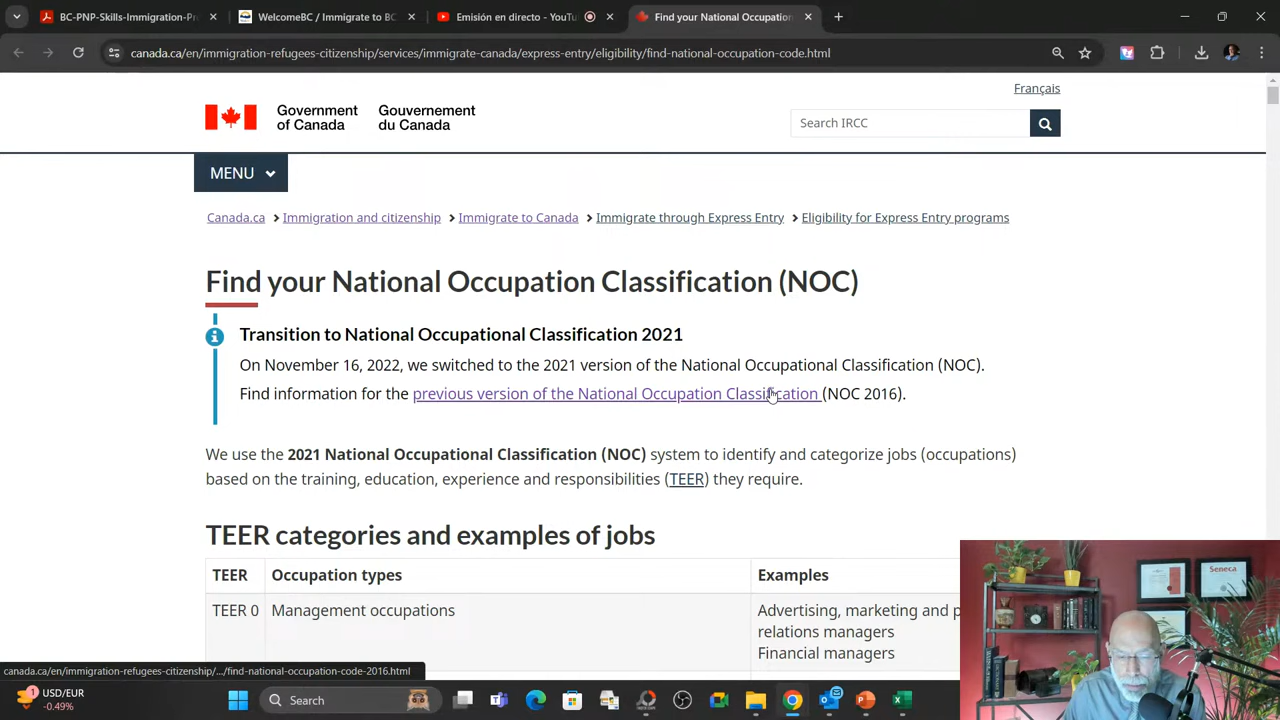 BC-PNP-Skills-Immigration-Pr
WelcomeBC / Immigrate to BC
Emisión en directo - YouTu
Find your National Occupation
canada.ca/en/immigration-refugees-citizenship/services/immigrate-canada/express-entry/eligibility/find-national-occupation-code.html
Français
Government of Canada
Gouvernement du Canada
Search IRCC
MENU
Canada.ca > Immigration and citizenship > Immigrate to Canada > Immigrate through Express Entry > Eligibility for Express Entry programs
Find your National Occupation Classification (NOC)
Transition to National Occupational Classification 2021
On November 16, 2022, we switched to the 2021 version of the National Occupational Classification (NOC).
Find information for the previous version of the National Occupation Classification (NOC 2016).
We use the 2021 National Occupational Classification (NOC) system to identify and categorize jobs (occupations)
based on the training, education, experience and responsibilities (TEER) they require.
TEER categories and examples of jobs
TEER Occupation types Examples
TEER 0 Management occupations Advertising, marketing and p
relations managers
Financial managers
Seneca
canada.ca/en/immigration-refugees-citizenship/.../find-national-occupation-code-2016.html
1
USD/EUR
-0.49%
Search